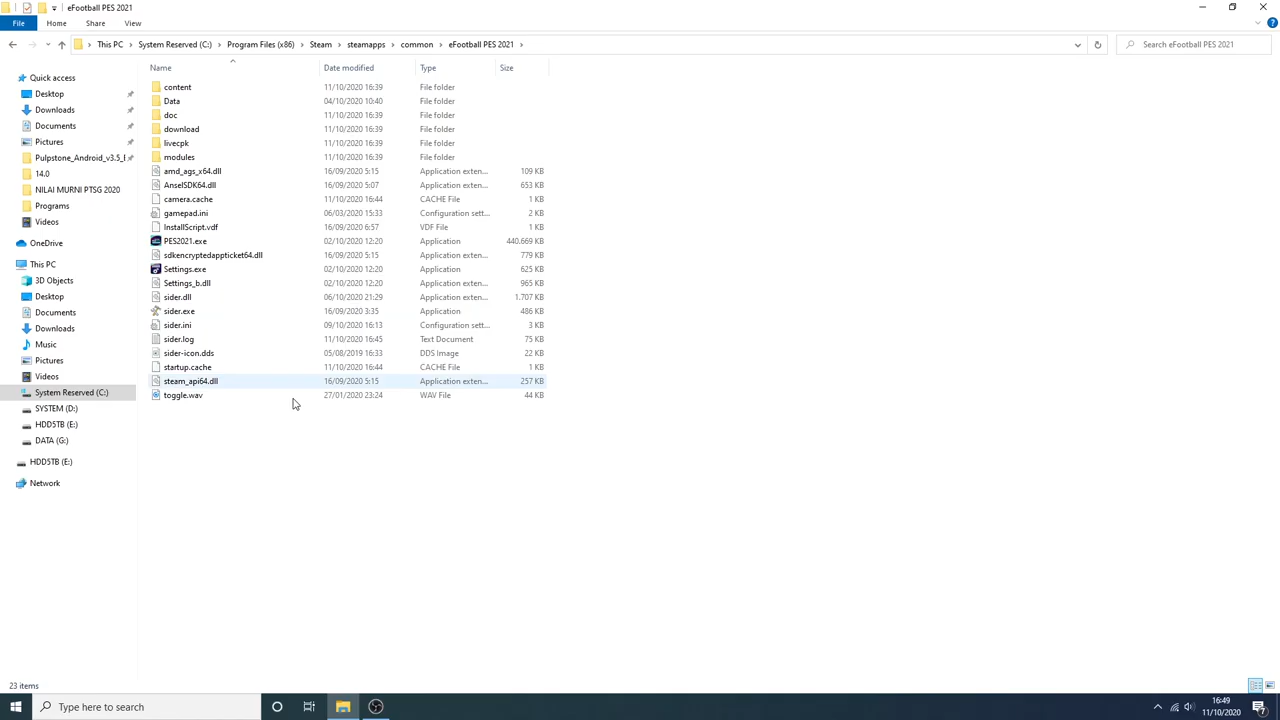 eFootball PES 2021
File Home Share View
This PC System Reserved (C:) Program Files (x86) Steam steamapps common eFootball PES 2021 Search eFootball PES 2021
Name Date modified Type Size
Quick access
Desktop
Downloads
Documents
Pictures
Pulpstone_Android_v3.5_E
14.0
NILAI MURNI PTSG 2020
Programs
Videos
OneDrive
This PC
3D Objects
Desktop
Documents
Downloads
Music
Pictures
Videos
System Reserved (C:)
SYSTEM (D:)
HDD5TB (E:)
DATA (G:)
HDD5TB (E:)
Network
content 11/10/2020 16:39 File folder
Data 04/10/2020 10:40 File folder
doc 11/10/2020 16:39 File folder
download 11/10/2020 16:39 File folder
livecpk 11/10/2020 16:39 File folder
modules 11/10/2020 16:39 File folder
amd_ags_x64.dll 16/09/2020 5:15 Application exten... 109 KB
AnselSDK64.dll 16/09/2020 5:07 Application exten... 653 KB
camera.cache 11/10/2020 16:44 CACHE File 1 KB
gamepad.ini 06/03/2020 15:33 Configuration sett... 2 KB
InstallScript.vdf 16/09/2020 6:57 VDF File 1 KB
PES2021.exe 02/10/2020 12:20 Application 440.669 KB
sdkencryptedappticket64.dll 16/09/2020 5:15 Application exten... 779 KB
Settings.exe 02/10/2020 12:20 Application 625 KB
Settings_b.dll 02/10/2020 12:20 Application exten... 965 KB
sider.dll 06/10/2020 21:29 Application exten... 1.707 KB
sider.exe 16/09/2020 3:35 Application 486 KB
sider.ini 09/10/2020 16:13 Configuration sett... 3 KB
sider.log 11/10/2020 16:45 Text Document 75 KB
sider-icon.dds 05/08/2019 16:33 DDS Image 22 KB
startup.cache 11/10/2020 16:44 CACHE File 1 KB
steam_api64.dll 16/09/2020 5:15 Application exten... 257 KB
toggle.wav 27/01/2020 23:24 WAV File 44 KB
23 items
Type here to search
16:49
11/10/2020
7